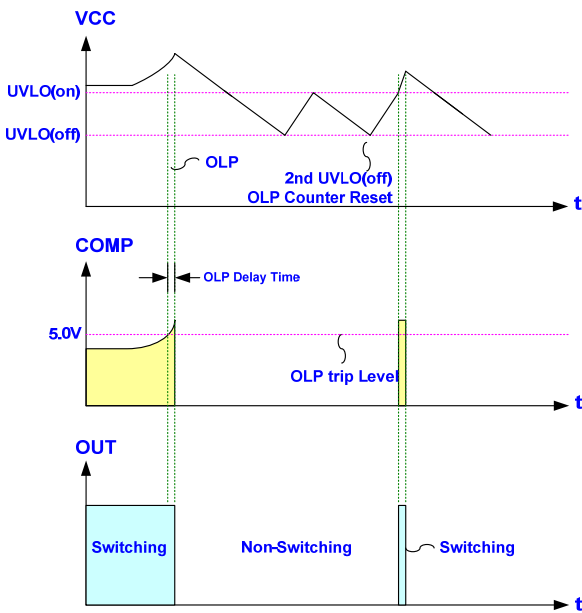 VCC
UVLO(on)
UVLO(off)
OLP
2nd UVLO(off)
OLP Counter Reset
t
COMP
OLP Delay Time
5.0V
OLP trip Level
t
OUT
Switching
Non-Switching
Switching
t